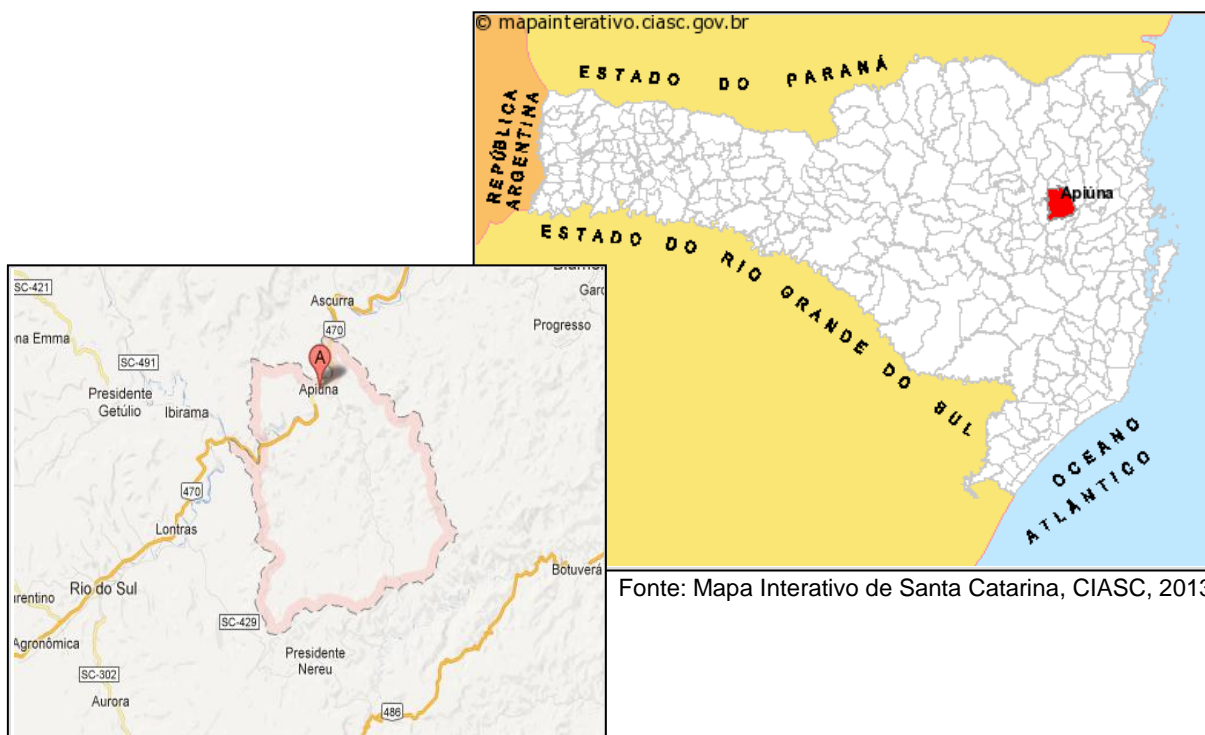 © mapainterativo.ciasc.gov.br
ESTADO DO PARANÁ
REPÚBLICA
ARGENTINA
Apiúna
ESTADO DO RIO GRANDE DO SUL
OCEANO
ATLÂNTICO
Fonte: Mapa Interativo de Santa Catarina, CIASC, 2013
SC-421
Ascurra
470
Progresso
na Emma
SC-491
A
Presidente
Getúlio
Apiúna
Ibirama
470
Lontras
Rio do Sul
Botuverá
SC-429
Agronômica
Presidente
Nereu
SC-302
Aurora
486